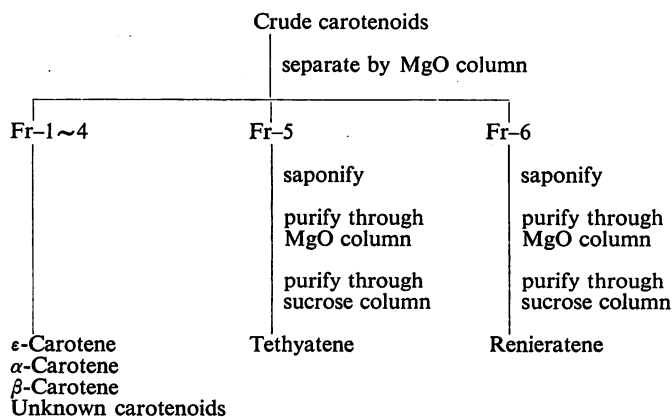 Crude carotenoids
separate by MgO column
Fr–1~4
Fr–5
Fr–6
saponify
saponify
purify through
MgO column
purify through
MgO column
purify through
sucrose column
purify through
sucrose column
ε-Carotene
α-Carotene
β-Carotene
Unknown carotenoids
Tethyatene
Renieratene